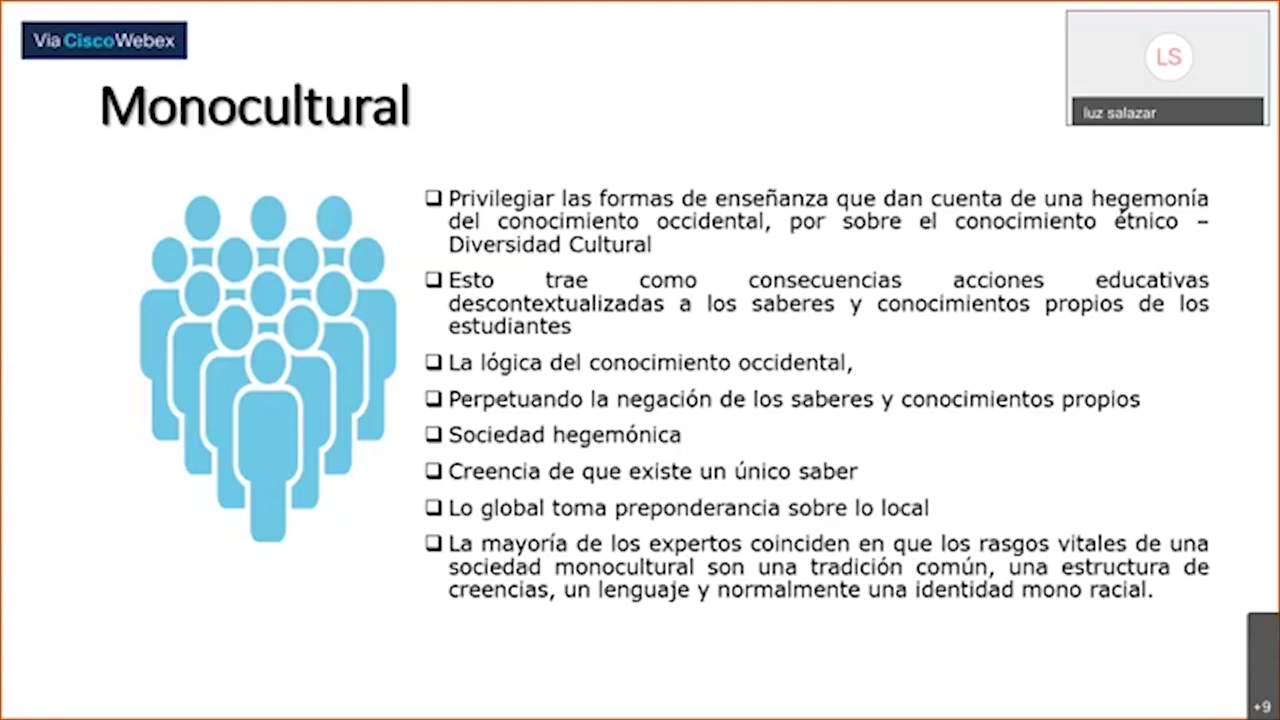 Via CiscoWebex
LS
luz salazar
Monocultural
❑ Privilegiar las formas de enseñanza que dan cuenta de una hegemonía
del conocimiento occidental, por sobre el conocimiento étnico –
Diversidad Cultural
❑ Esto trae como consecuencias acciones educativas
descontextualizadas a los saberes y conocimientos propios de los
estudiantes
❑ La lógica del conocimiento occidental,
❑ Perpetuando la negación de los saberes y conocimientos propios
❑ Sociedad hegemónica
❑ Creencia de que existe un único saber
❑ Lo global toma preponderancia sobre lo local
❑ La mayoría de los expertos coinciden en que los rasgos vitales de una
sociedad monocultural son una tradición común, una estructura de
creencias, un lenguaje y normalmente una identidad mono racial.
+9